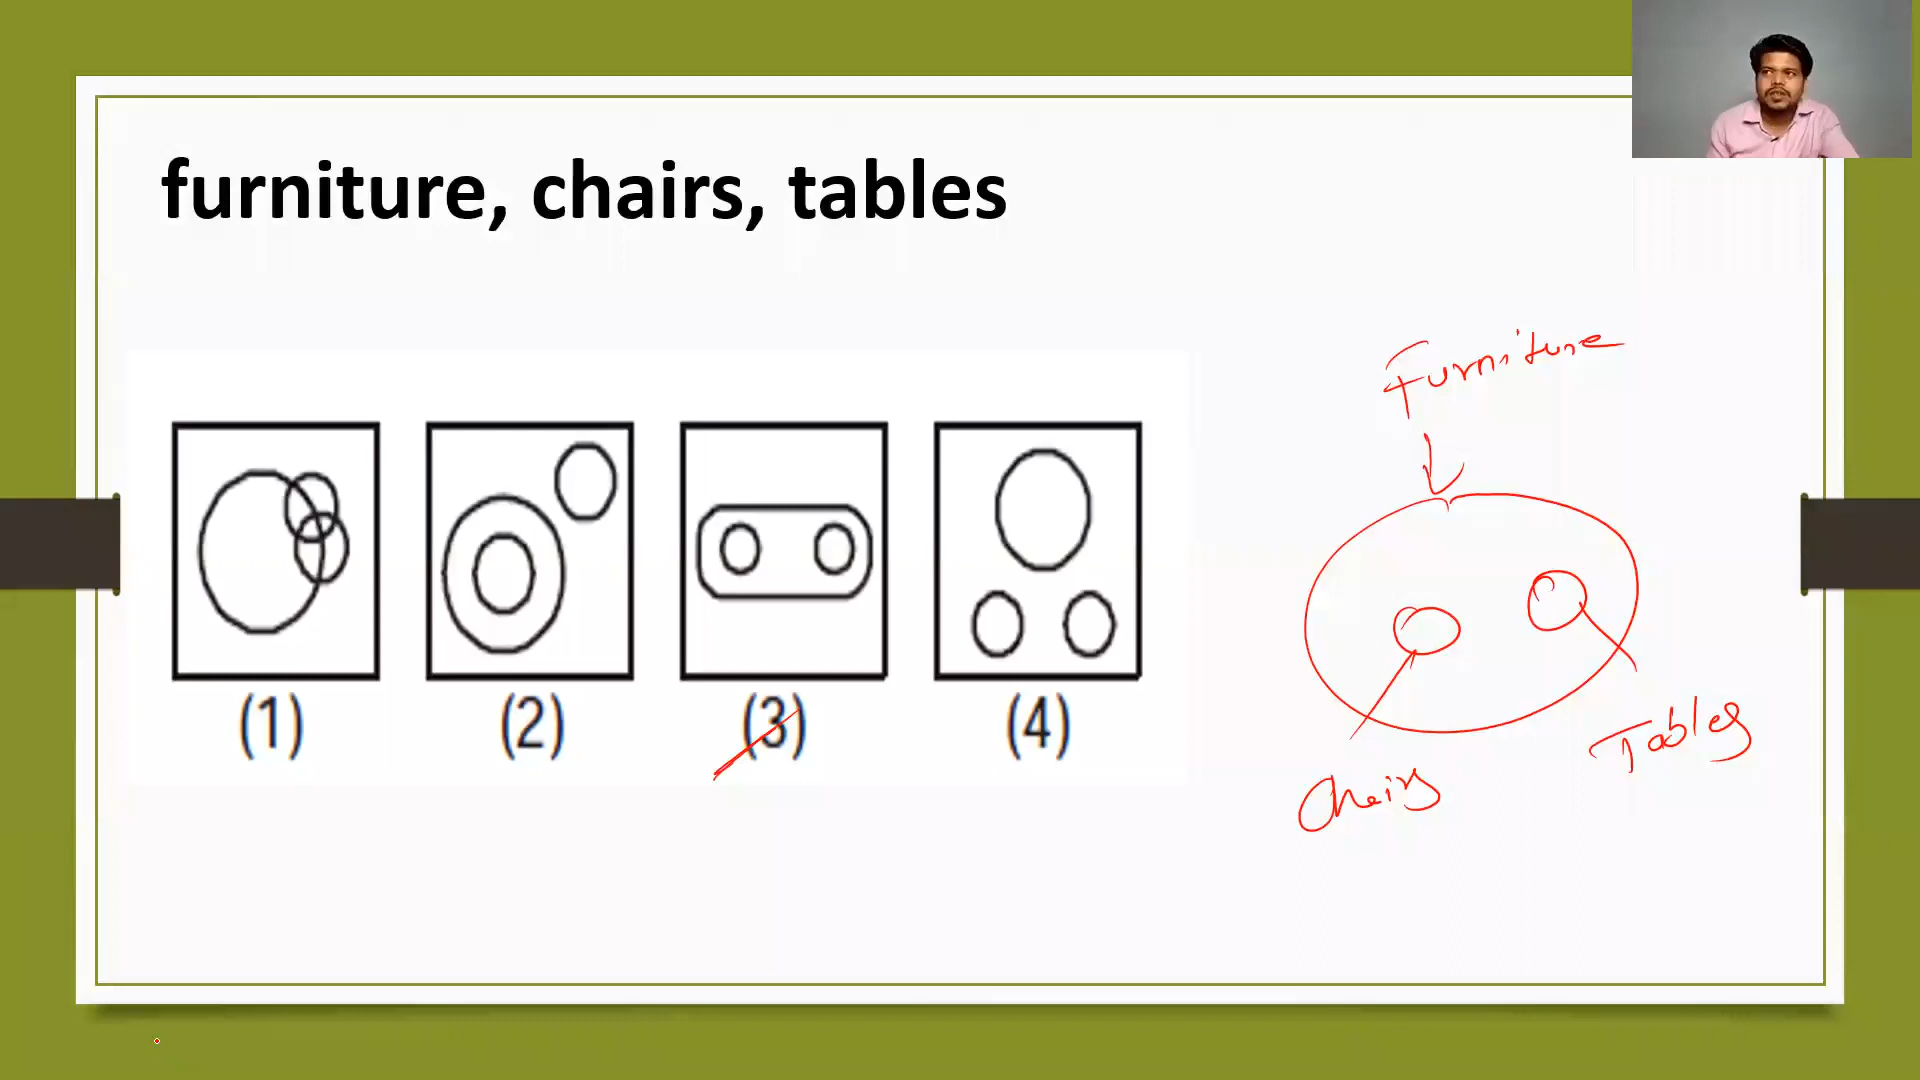 furniture, chairs, tables
Furniture
(1) (2) (3) (4)
Tables
Chairs